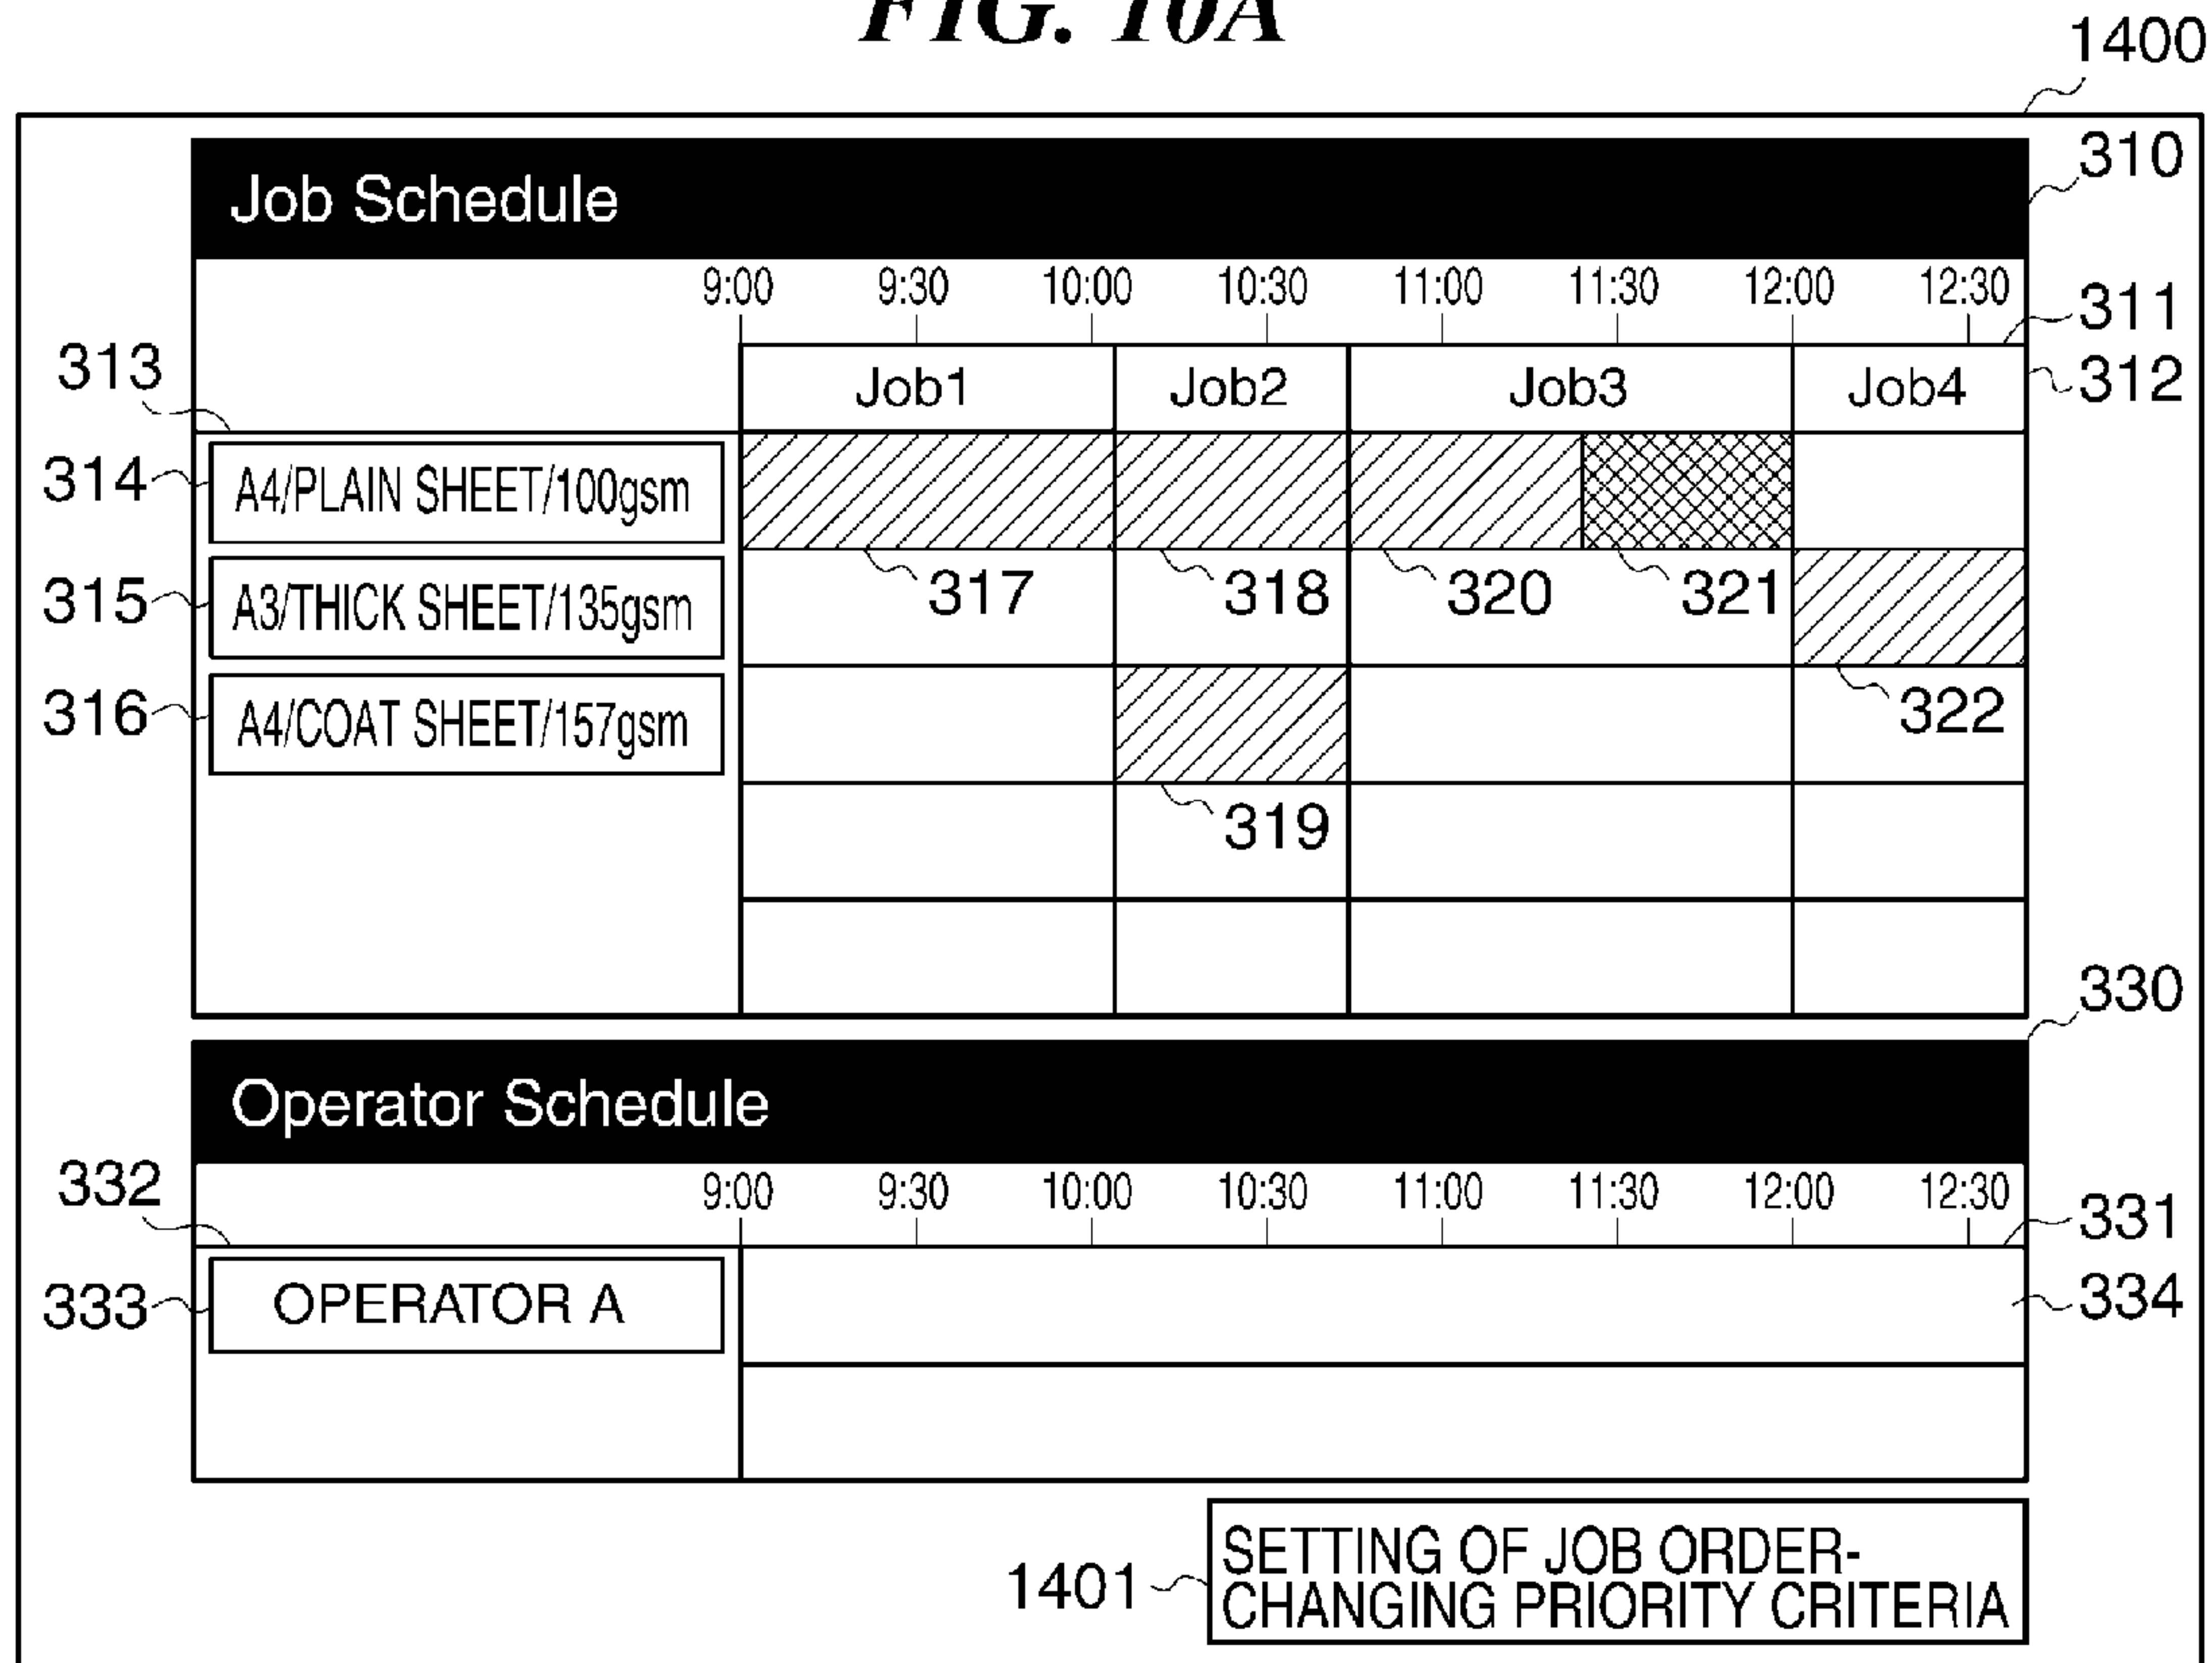 FIG. 10A
1400
310
Job Schedule
9:00 9:30 10:00 10:30 11:00 11:30 12:00 12:30
311
313
Job1 Job2 Job3 Job4
312
314
A4/PLAIN SHEET/100gsm
317 318 320 321
315
A3/THICK SHEET/135gsm
322
316
A4/COAT SHEET/157gsm
319
330
Operator Schedule
332
9:00 9:30 10:00 10:30 11:00 11:30 12:00 12:30
331
333
OPERATOR A
334
1401
SETTING OF JOB ORDER-
CHANGING PRIORITY CRITERIA